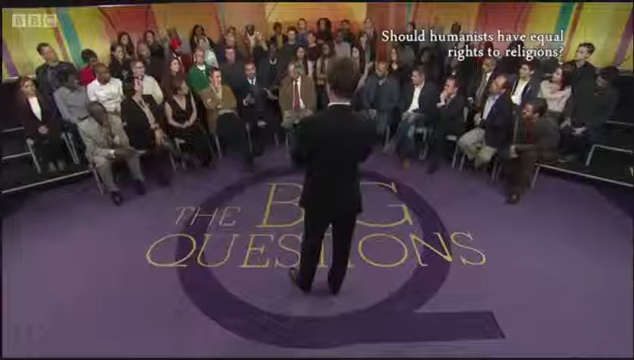 BBC
Should humanists have equal
rights to religions?
THE BIG
QUESTIONS